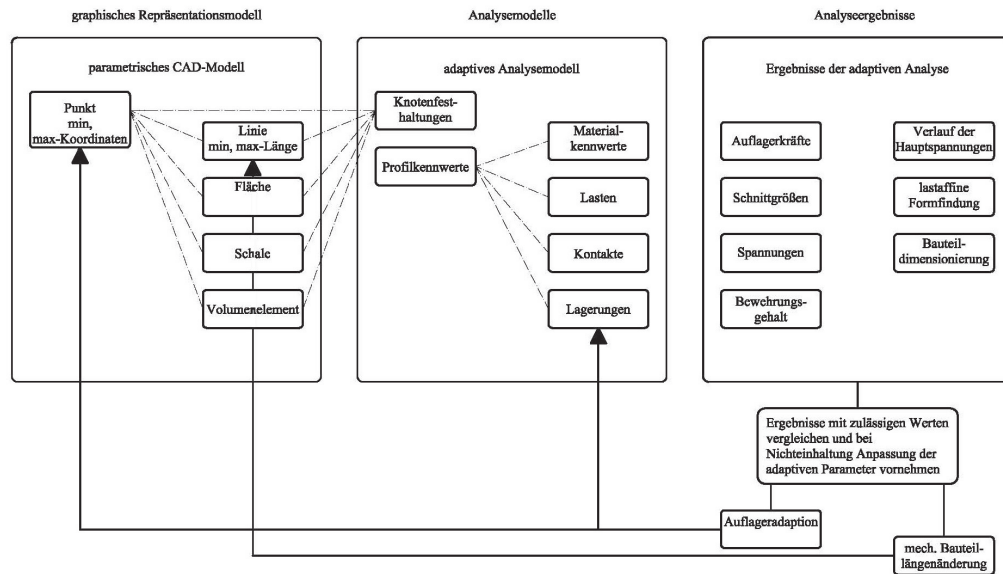 graphisches Repräsentationsmodell
parametrisches CAD-Modell
Punkt
min,
max-Koordinaten
Linie
min, max-Länge
Fläche
Schale
Volumenelement
Analysemodelle
adaptives Analysemodell
Knotenfest-
haltungen
Profilkennwerte
Material-
kennwerte
Lasten
Kontakte
Lagerungen
Analyseergebnisse
Ergebnisse der adaptiven Analyse
Auflagerkräfte
Schnittgrößen
Spannungen
Bewehrungs-
gehalt
Verlauf der
Hauptspannungen
lastaffine
Formfindung
Bauteil-
dimensionierung
Ergebnisse mit zulässigen Werten
vergleichen und bei
Nichteinhaltung Anpassung der
adaptiven Parameter vornehmen
Auflageradaption
mech. Bauteil-
längenänderung